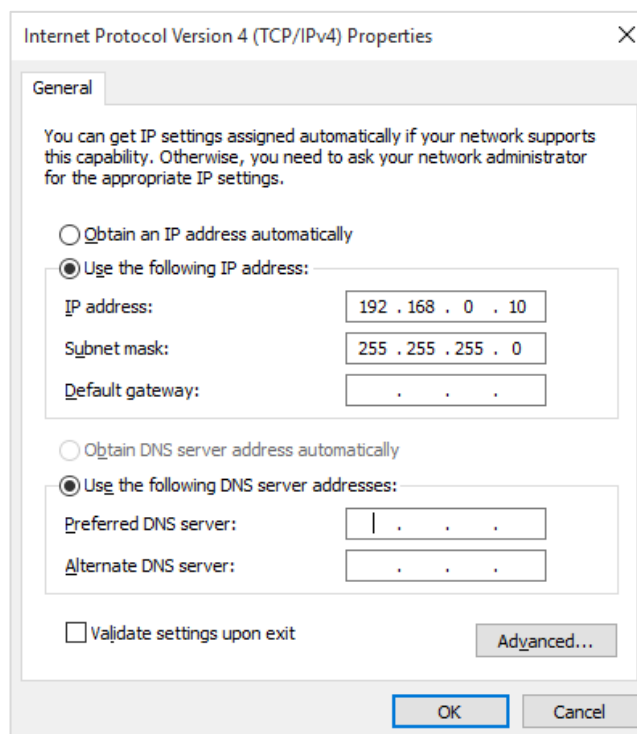 Internet Protocol Version 4 (TCP/IPv4) Properties
General
You can get IP settings assigned automatically if your network supports
this capability. Otherwise, you need to ask your network administrator
for the appropriate IP settings.
Obtain an IP address automatically
Use the following IP address:
IP address: 192 . 168 . 0 . 10
Subnet mask: 255 . 255 . 255 . 0
Default gateway: . . .
Obtain DNS server address automatically
Use the following DNS server addresses:
Preferred DNS server: . . .
Alternate DNS server: . . .
Validate settings upon exit
Advanced...
OK Cancel